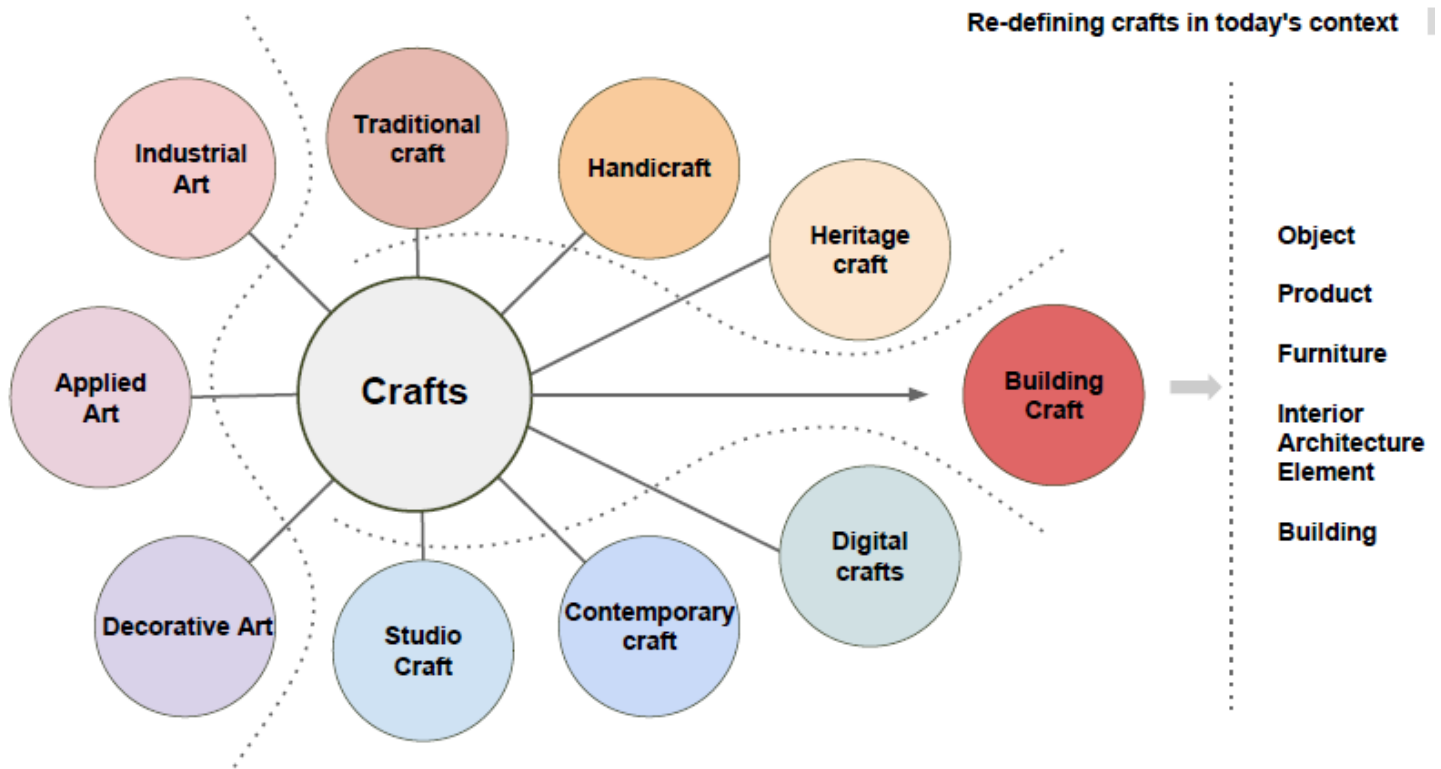 Re-defining crafts in today's context
Industrial
Art
Traditional
craft
Handicraft
Heritage
craft
Applied
Art
Crafts
Building
Craft
Decorative Art
Studio
Craft
Contemporary
craft
Digital
crafts
Object
Product
Furniture
Interior
Architecture
Element
Building